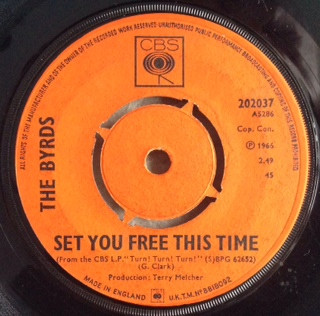 ALL RIGHTS OF THE MANUFACTURER AND OF THE OWNER OF THE RECORDED WORK RESERVED-UNAUTHORISED PUBLIC PERFORMANCE BROADCASTING AND COPYING OF THIS RECORD PROHIBITED
CBS
202037
AS286
Cop. Con.
℗ 1966
2.49
45
THE BYRDS
SET YOU FREE THIS TIME
(From the CBS L.P. "Turn! Turn! Turn!" (S)BPG 62652)
(G. Clark)
Production: Terry Melcher
MADE IN ENGLAND
U.K.T.M. Nº 8818092